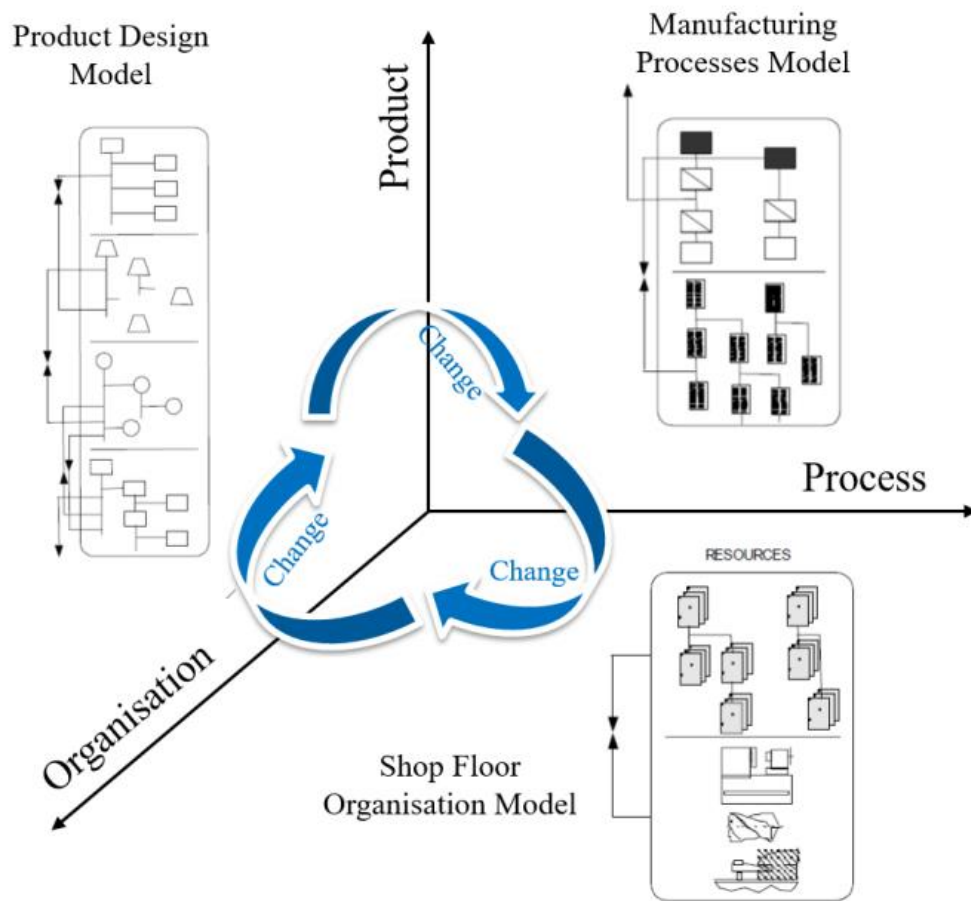 Product Design
Model
Manufacturing
Processes Model
Product
Change
Process
Change
Change
RESOURCES
Organisation
Shop Floor
Organisation Model